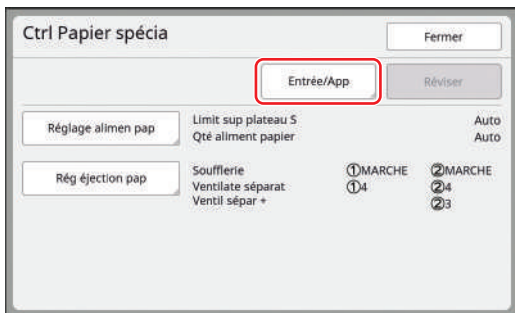 Ctrl Papier spécia
Fermer
Entrée/App
Réviser
Réglage alimen pap
Limit sup plateau S Auto
Qté aliment papier Auto
Rég éjection pap
Soufflerie ①MARCHE ②MARCHE
Ventilate séparat ①4 ②4
Ventil sépar + ②3